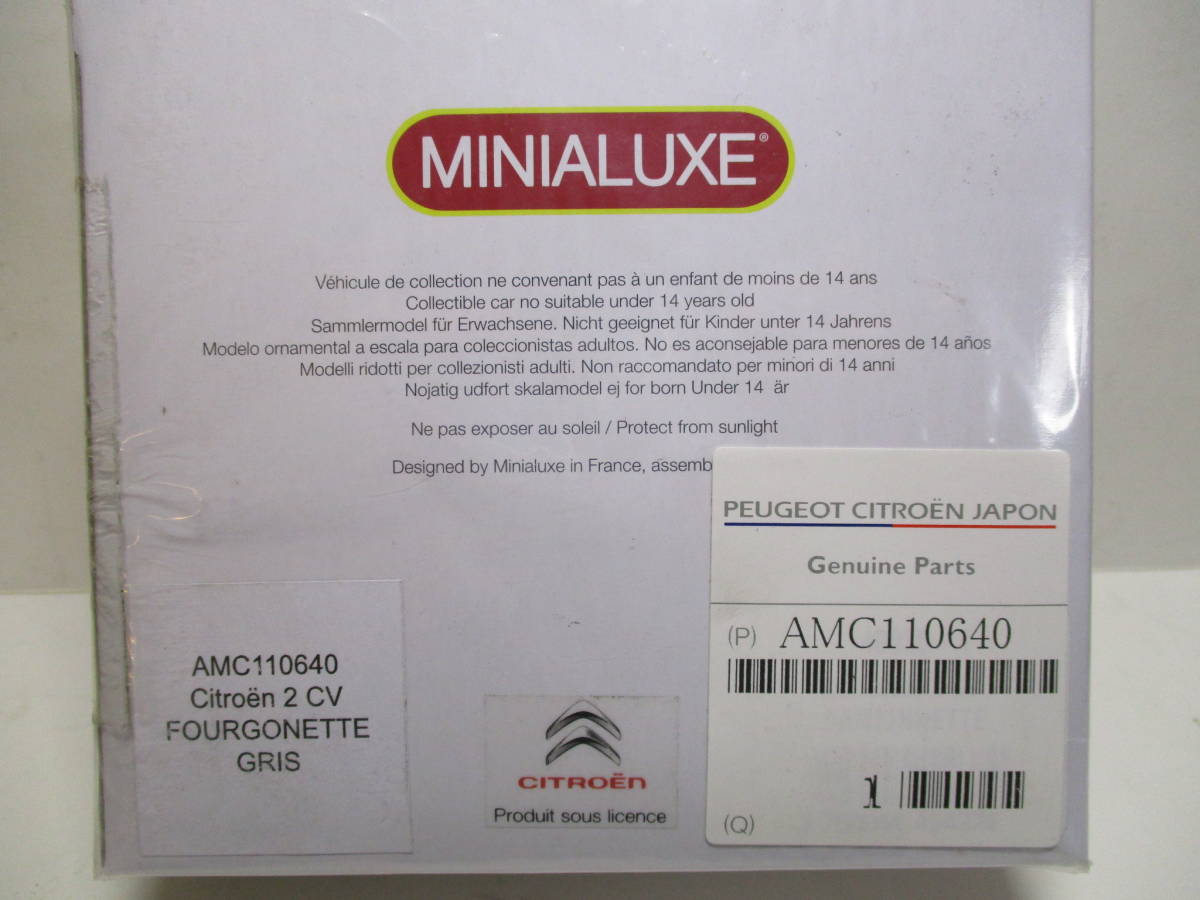 MINIALUXE®
Véhicule de collection ne convenant pas à un enfant de moins de 14 ans
Collectible car no suitable under 14 years old
Sammlermodel für Erwachsene. Nicht geeignet für Kinder unter 14 Jahrens
Modelo ornamental a escala para coleccionistas adultos. No es aconsejable para menores de 14 años
Modelli ridotti per collezionisti adulti. Non raccomandato per minori di 14 anni
Nojatig udfort skalamodel ej for born Under 14 är
Ne pas exposer au soleil / Protect from sunlight
Designed by Minialuxe in France, assemb
PEUGEOT CITROËN JAPON
Genuine Parts
(P) AMC110640
1
(Q)
AMC110640
Citroën 2 CV
FOURGONETTE
GRIS
CITROËN
Produit sous licence